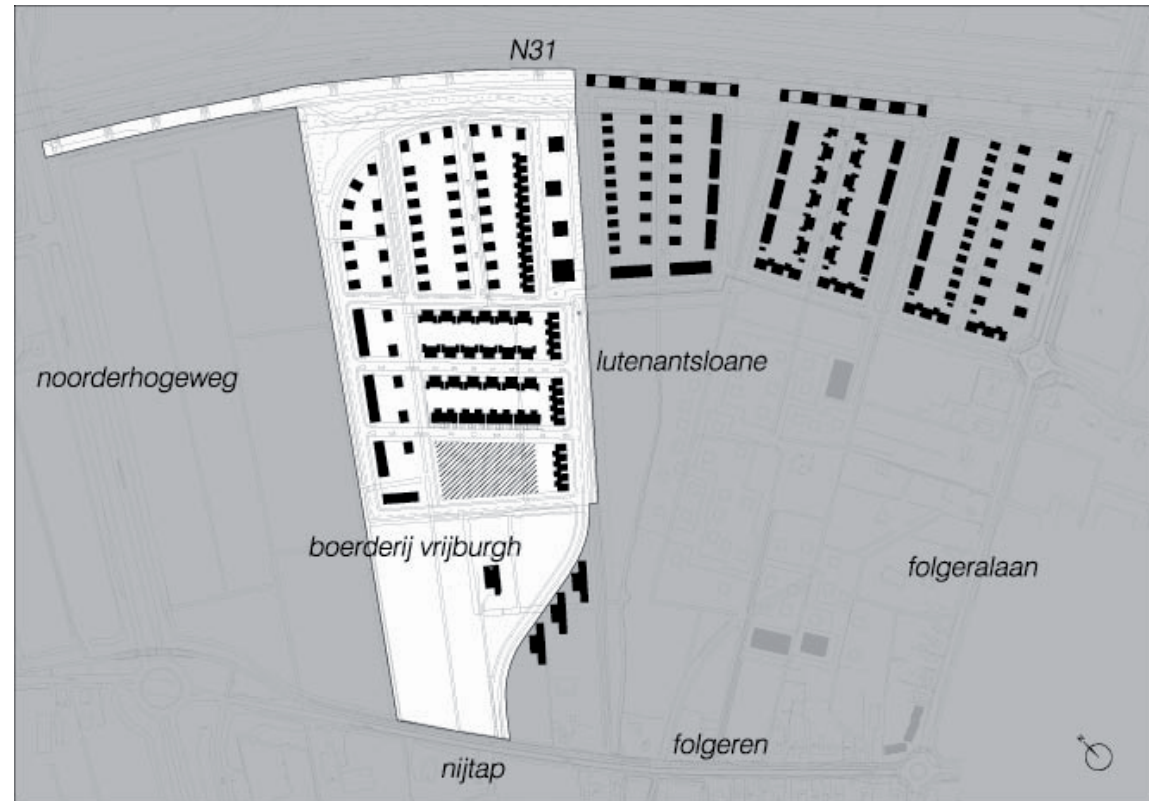 N31
lutenantsloane
noorderhogeweg
boerderij vrijburgh
folgeralaan
folgeren
nijtap